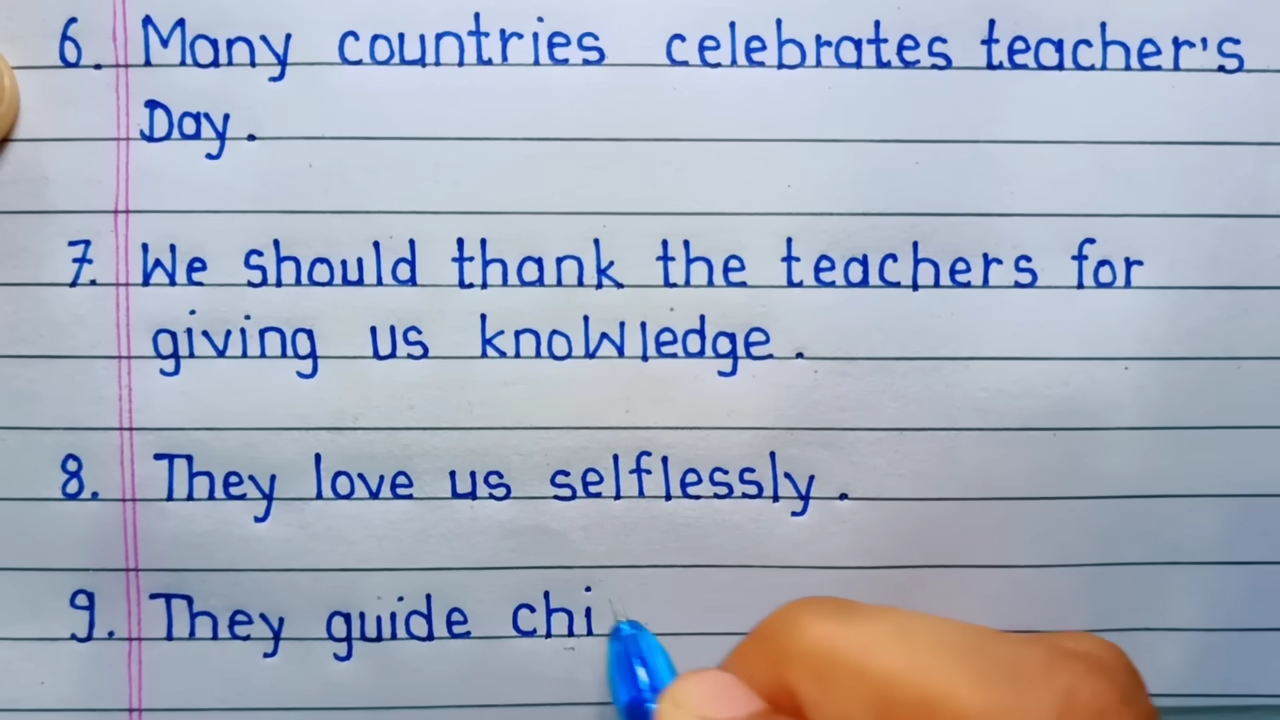 6. Many countries celebrates teacher's
Day.
7. We should thank the teachers for
giving us knowledge.
8. They love us selflessly.
9. They guide chi